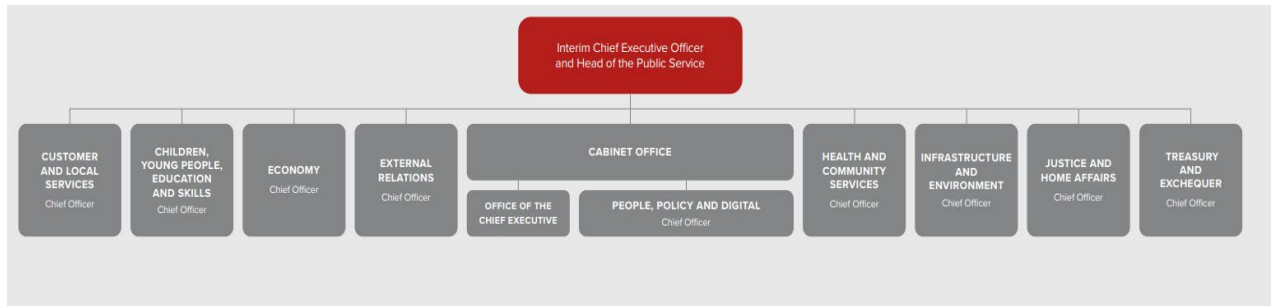 Interim Chief Executive Officer
and Head of the Public Service
CUSTOMER
AND LOCAL
SERVICES
Chief Officer
CHILDREN,
YOUNG PEOPLE,
EDUCATION
AND SKILLS
Chief Officer
ECONOMY
Chief Officer
EXTERNAL
RELATIONS
Chief Officer
CABINET OFFICE
OFFICE OF THE
CHIEF EXECUTIVE
PEOPLE, POLICY AND DIGITAL
Chief Officer
HEALTH AND
COMMUNITY
SERVICES
Chief Officer
INFRASTRUCTURE
AND
ENVIRONMENT
Chief Officer
JUSTICE AND
HOME AFFAIRS
Chief Officer
TREASURY
AND
EXCHEQUER
Chief Officer